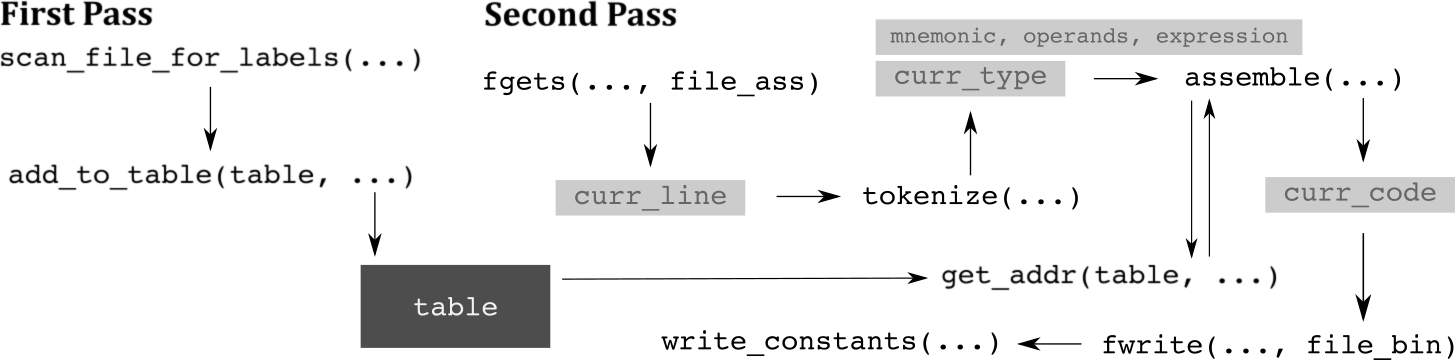 First Pass
scan_file_for_labels(...)
add_to_table(table, ...)
table
Second Pass
fgets(..., file_ass)
curr_line
tokenize(...)
mnemonic, operands, expression
curr_type
assemble(...)
get_addr(table, ...)
curr_code
fwrite(..., file_bin)
write_constants(...)